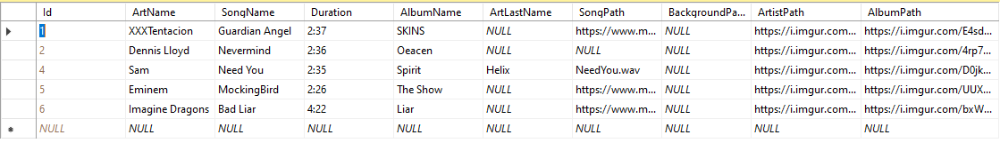 Id ArtName SongName Duration AlbumName ArtLastName SongPath BackgroundPa... ArtistPath AlbumPath
1 XXXTentacion Guardian Angel 2:37 SKINS NULL https://www.m... NULL https://i.imgur.com... https://i.imgur.com/E4sd...
2 Dennis Lloyd Nevermind 2:36 Oeacen NULL NULL NULL https://i.imgur.com... https://i.imgur.com/4rp7...
4 Sam Need You 2:35 Spirit Helix NeedYou.wav NULL https://i.imgur.com... https://i.imgur.com/D0jk...
5 Eminem MockingBird 2:26 The Show NULL https://www.m... NULL https://i.imgur.com... https://i.imgur.com/UUX...
6 Imagine Dragons Bad Liar 4:22 Liar NULL https://www.m... NULL https://i.imgur.com... https://i.imgur.com/bxW...
NULL NULL NULL NULL NULL NULL NULL NULL NULL NULL